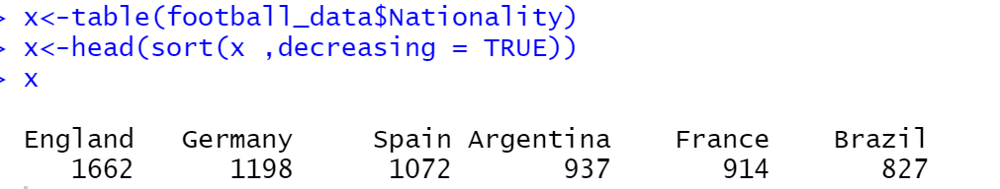 > x<-table(football_data$Nationality)
> x<-head(sort(x ,decreasing = TRUE))
> x
England Germany Spain Argentina France Brazil
1662 1198 1072 937 914 827